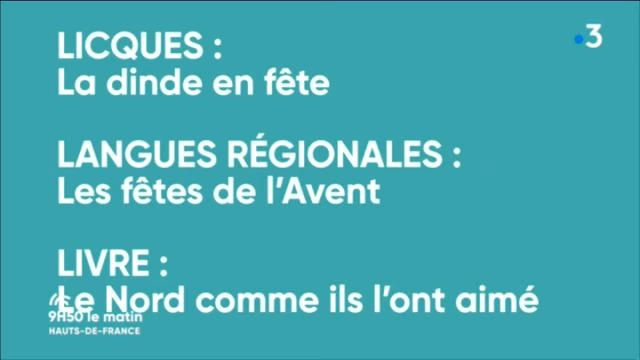 LICQUES :
La dinde en fête
3
LANGUES RÉGIONALES :
Les fêtes de l'Avent
LIVRE :
Le Nord comme ils l'ont aimé
9H50 le matin
HAUTS-DE-FRANCE